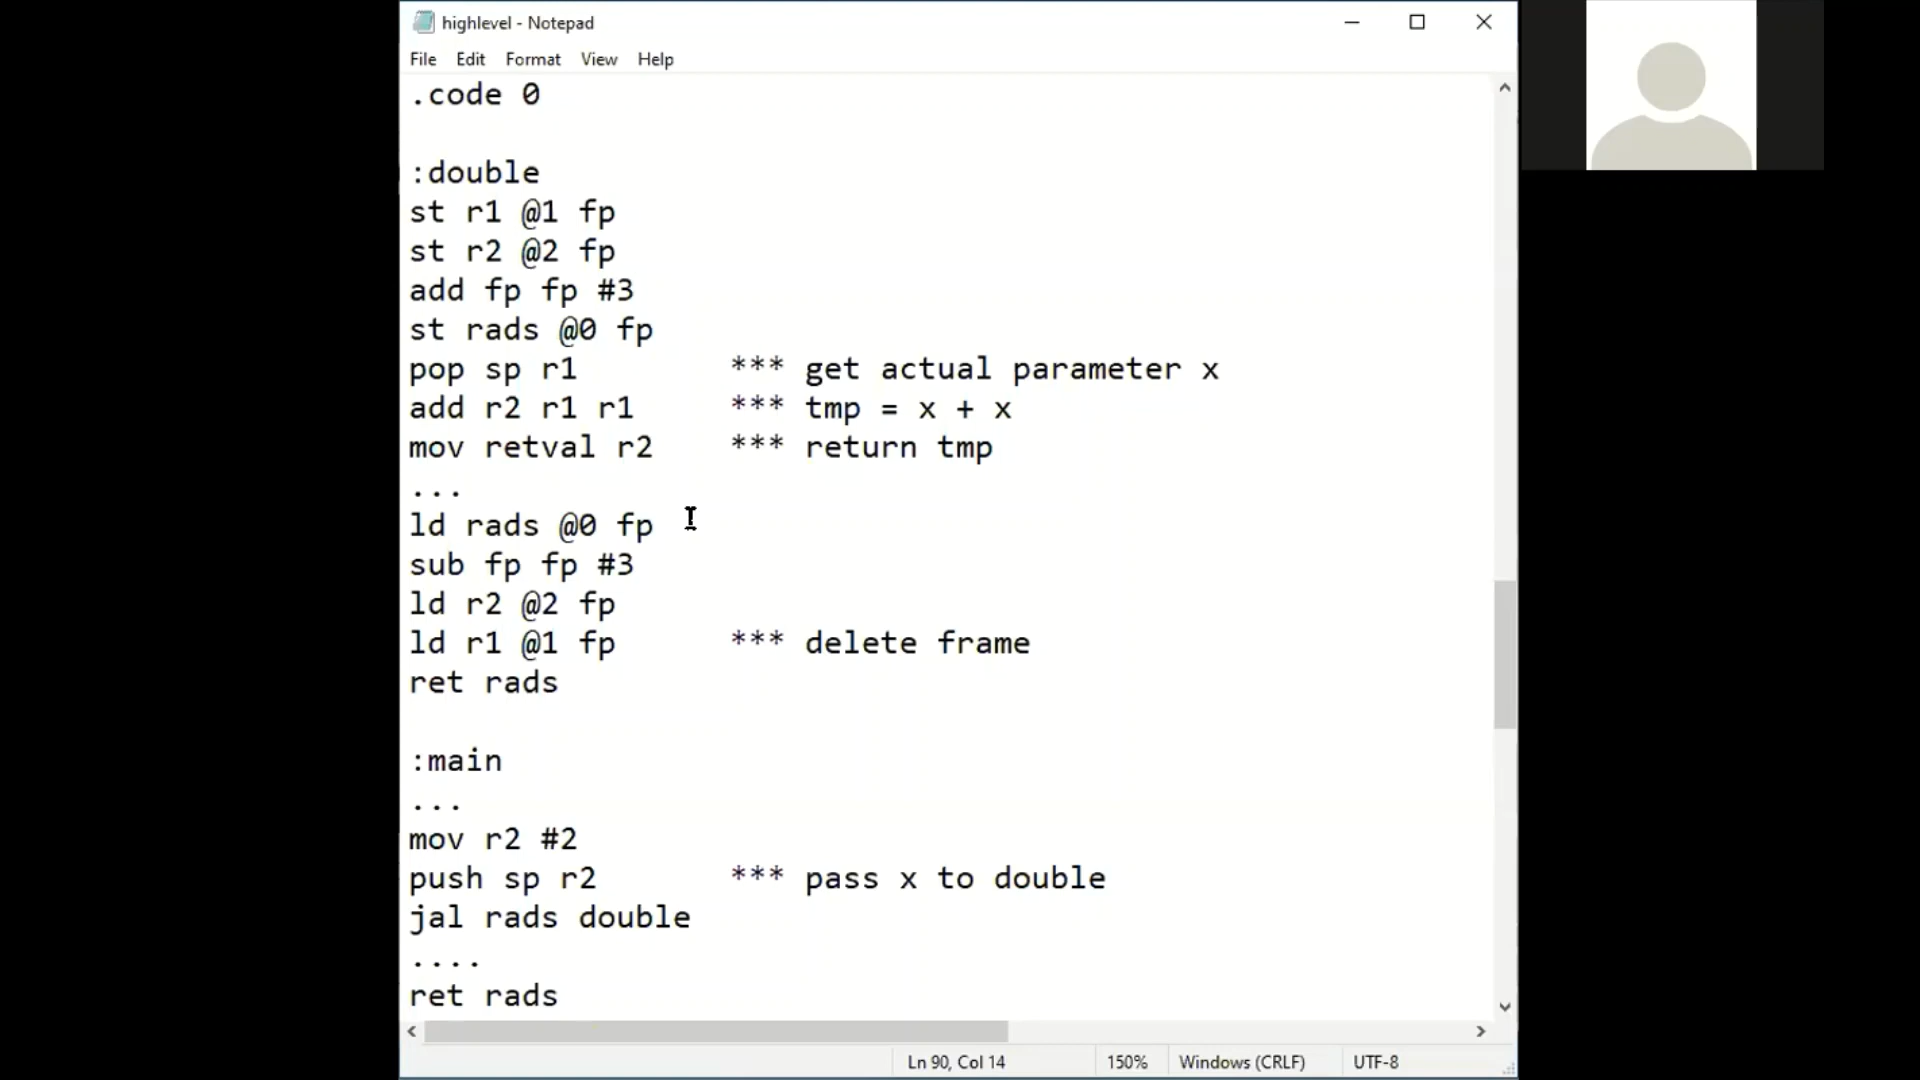 highlevel - Notepad
File Edit Format View Help
.code 0
:double
st r1 @1 fp
st r2 @2 fp
add fp fp #3
st rads @0 fp
pop sp r1 *** get actual parameter x
add r2 r1 r1 *** tmp = x + x
mov retval r2 *** return tmp
...
ld rads @0 fp
sub fp fp #3
ld r2 @2 fp
ld r1 @1 fp *** delete frame
ret rads
:main
...
mov r2 #2
push sp r2 *** pass x to double
jal rads double
....
ret rads
Ln 90, Col 14 150% Windows (CRLF) UTF-8